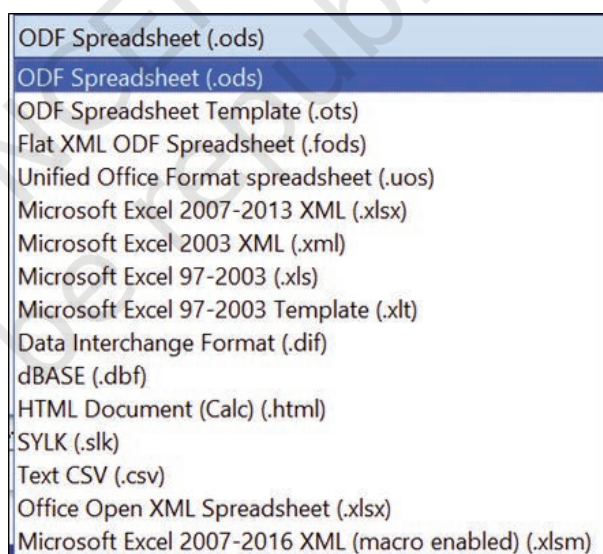 ODF Spreadsheet (.ods)
ODF Spreadsheet (.ods)
ODF Spreadsheet Template (.ots)
Flat XML ODF Spreadsheet (.fods)
Unified Office Format spreadsheet (.uos)
Microsoft Excel 2007-2013 XML (.xlsx)
Microsoft Excel 2003 XML (.xml)
Microsoft Excel 97-2003 (.xls)
Microsoft Excel 97-2003 Template (.xlt)
Data Interchange Format (.dif)
dBASE (.dbf)
HTML Document (Calc) (.html)
SYLK (.slk)
Text CSV (.csv)
Office Open XML Spreadsheet (.xlsx)
Microsoft Excel 2007-2016 XML (macro enabled) (.xlsm)